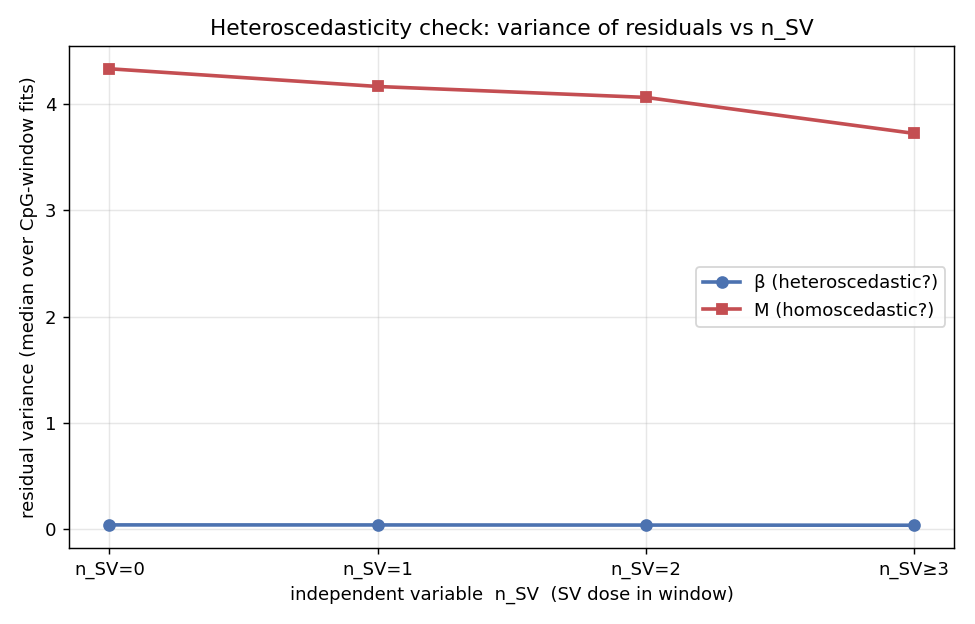 Heteroscedasticity check: variance of residuals vs n_SV
residual variance (median over CpG-window fits)
4
3
2
1
0
β (heteroscedastic?)
M (homoscedastic?)
n_SV=0
n_SV=1
n_SV=2
n_SV≥3
independent variable  n_SV  (SV dose in window)